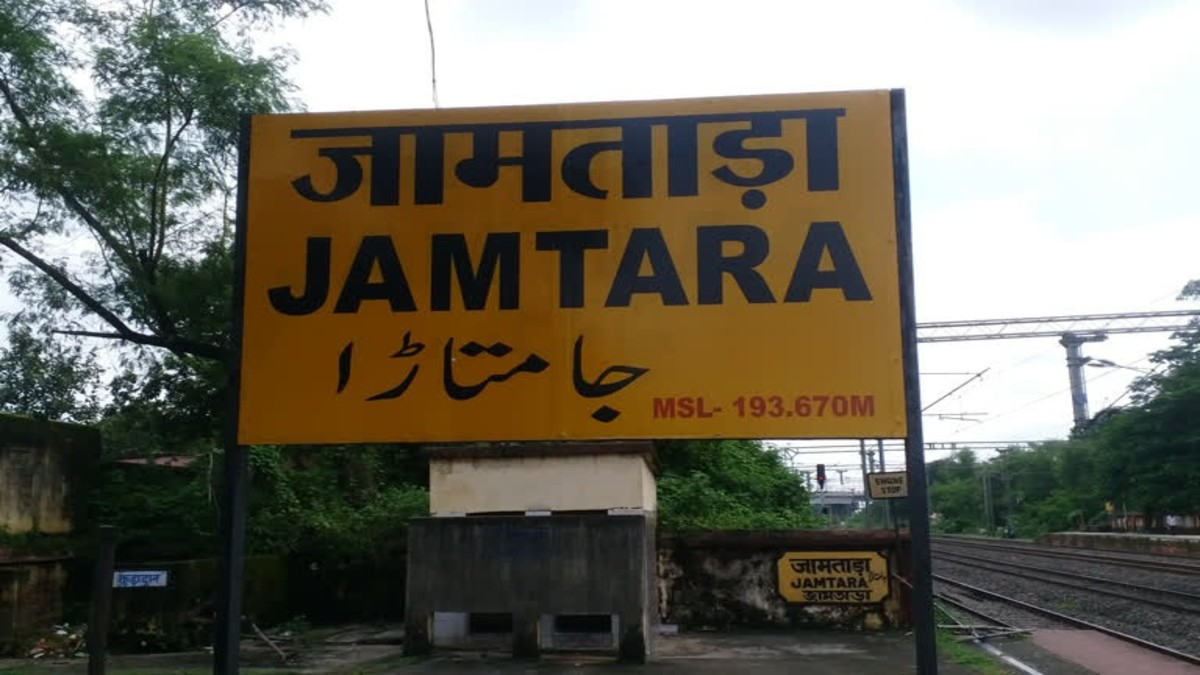 जामताड़ा
JAMTARA
جامتاڑا
MSL- 193.670M
ENGINE
STOP
कूड़ादान
जामताड़ा
JAMTARA